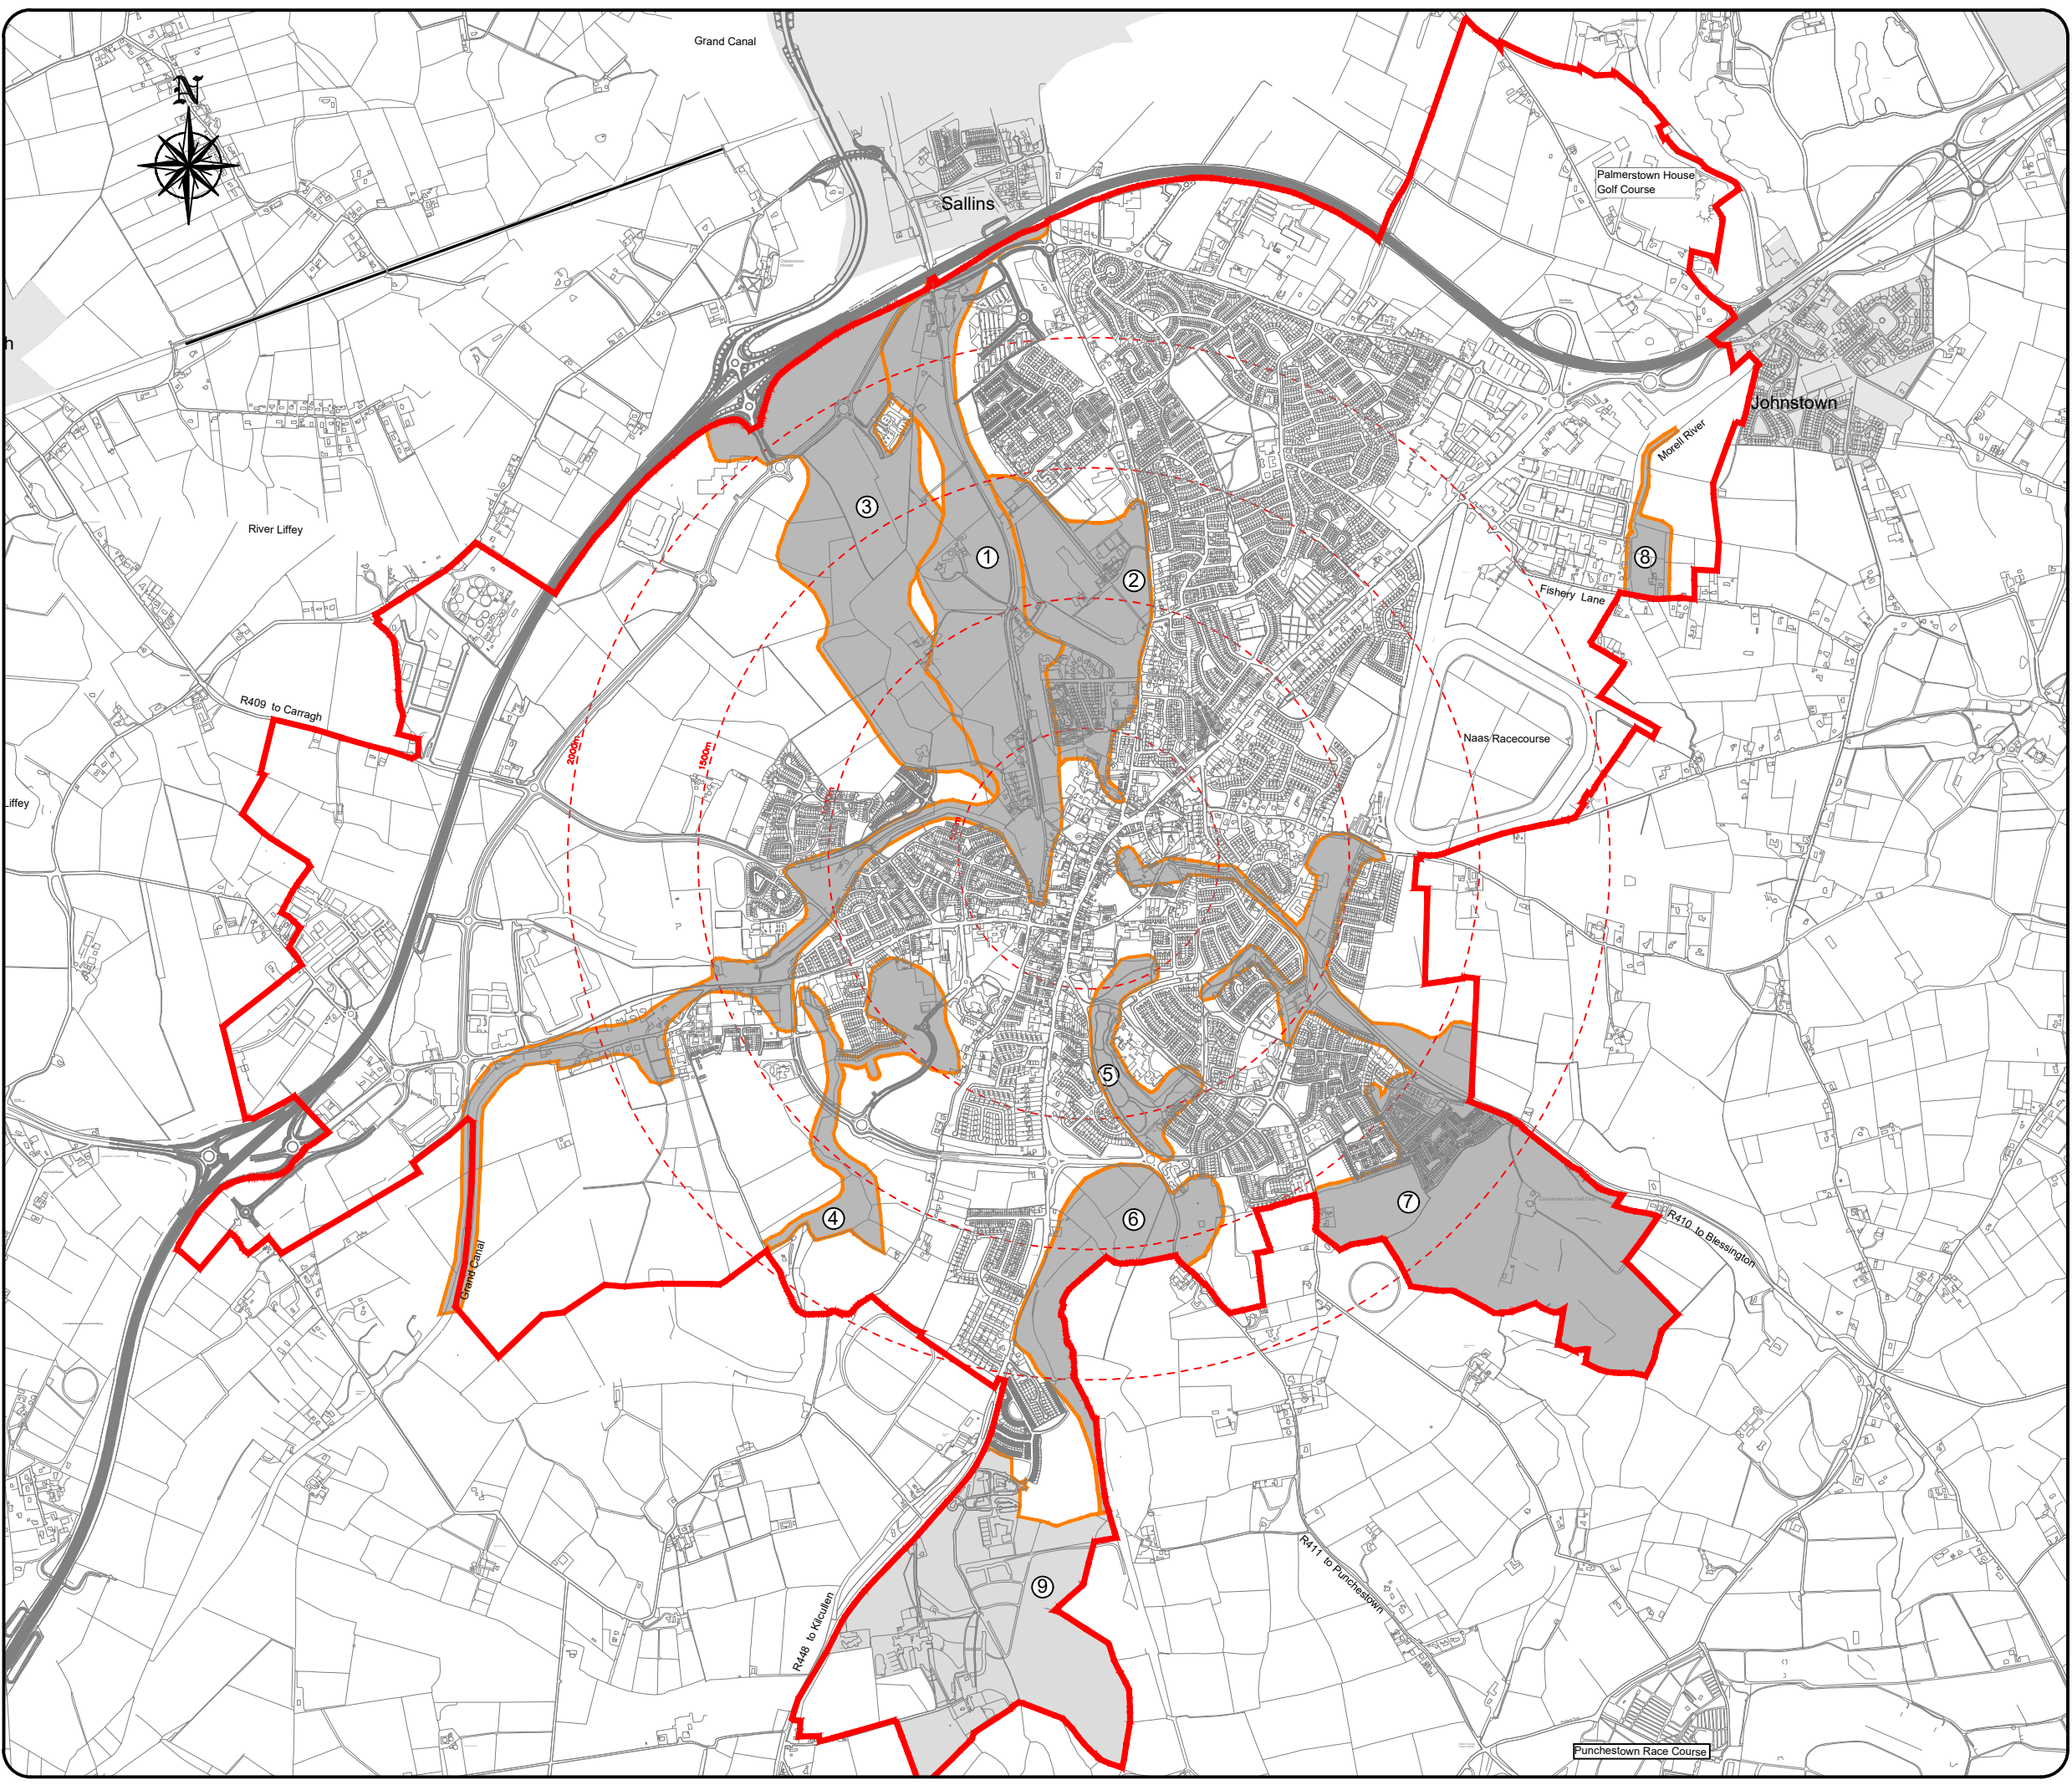 Grand Canal
N
Sallins
Palmerstown House
Golf Course
h
Johnstown
Morell River
3
River Liffey
1
2
8
Fishery Lane
R409 to Carragh
2000m
1500m
Naas Racecourse
Liffey
5
7
4
6
R410 to Blessington
Grand Canal
R411 to Punchestown
9
R448 to Kilcullen
Punchestown Race Course